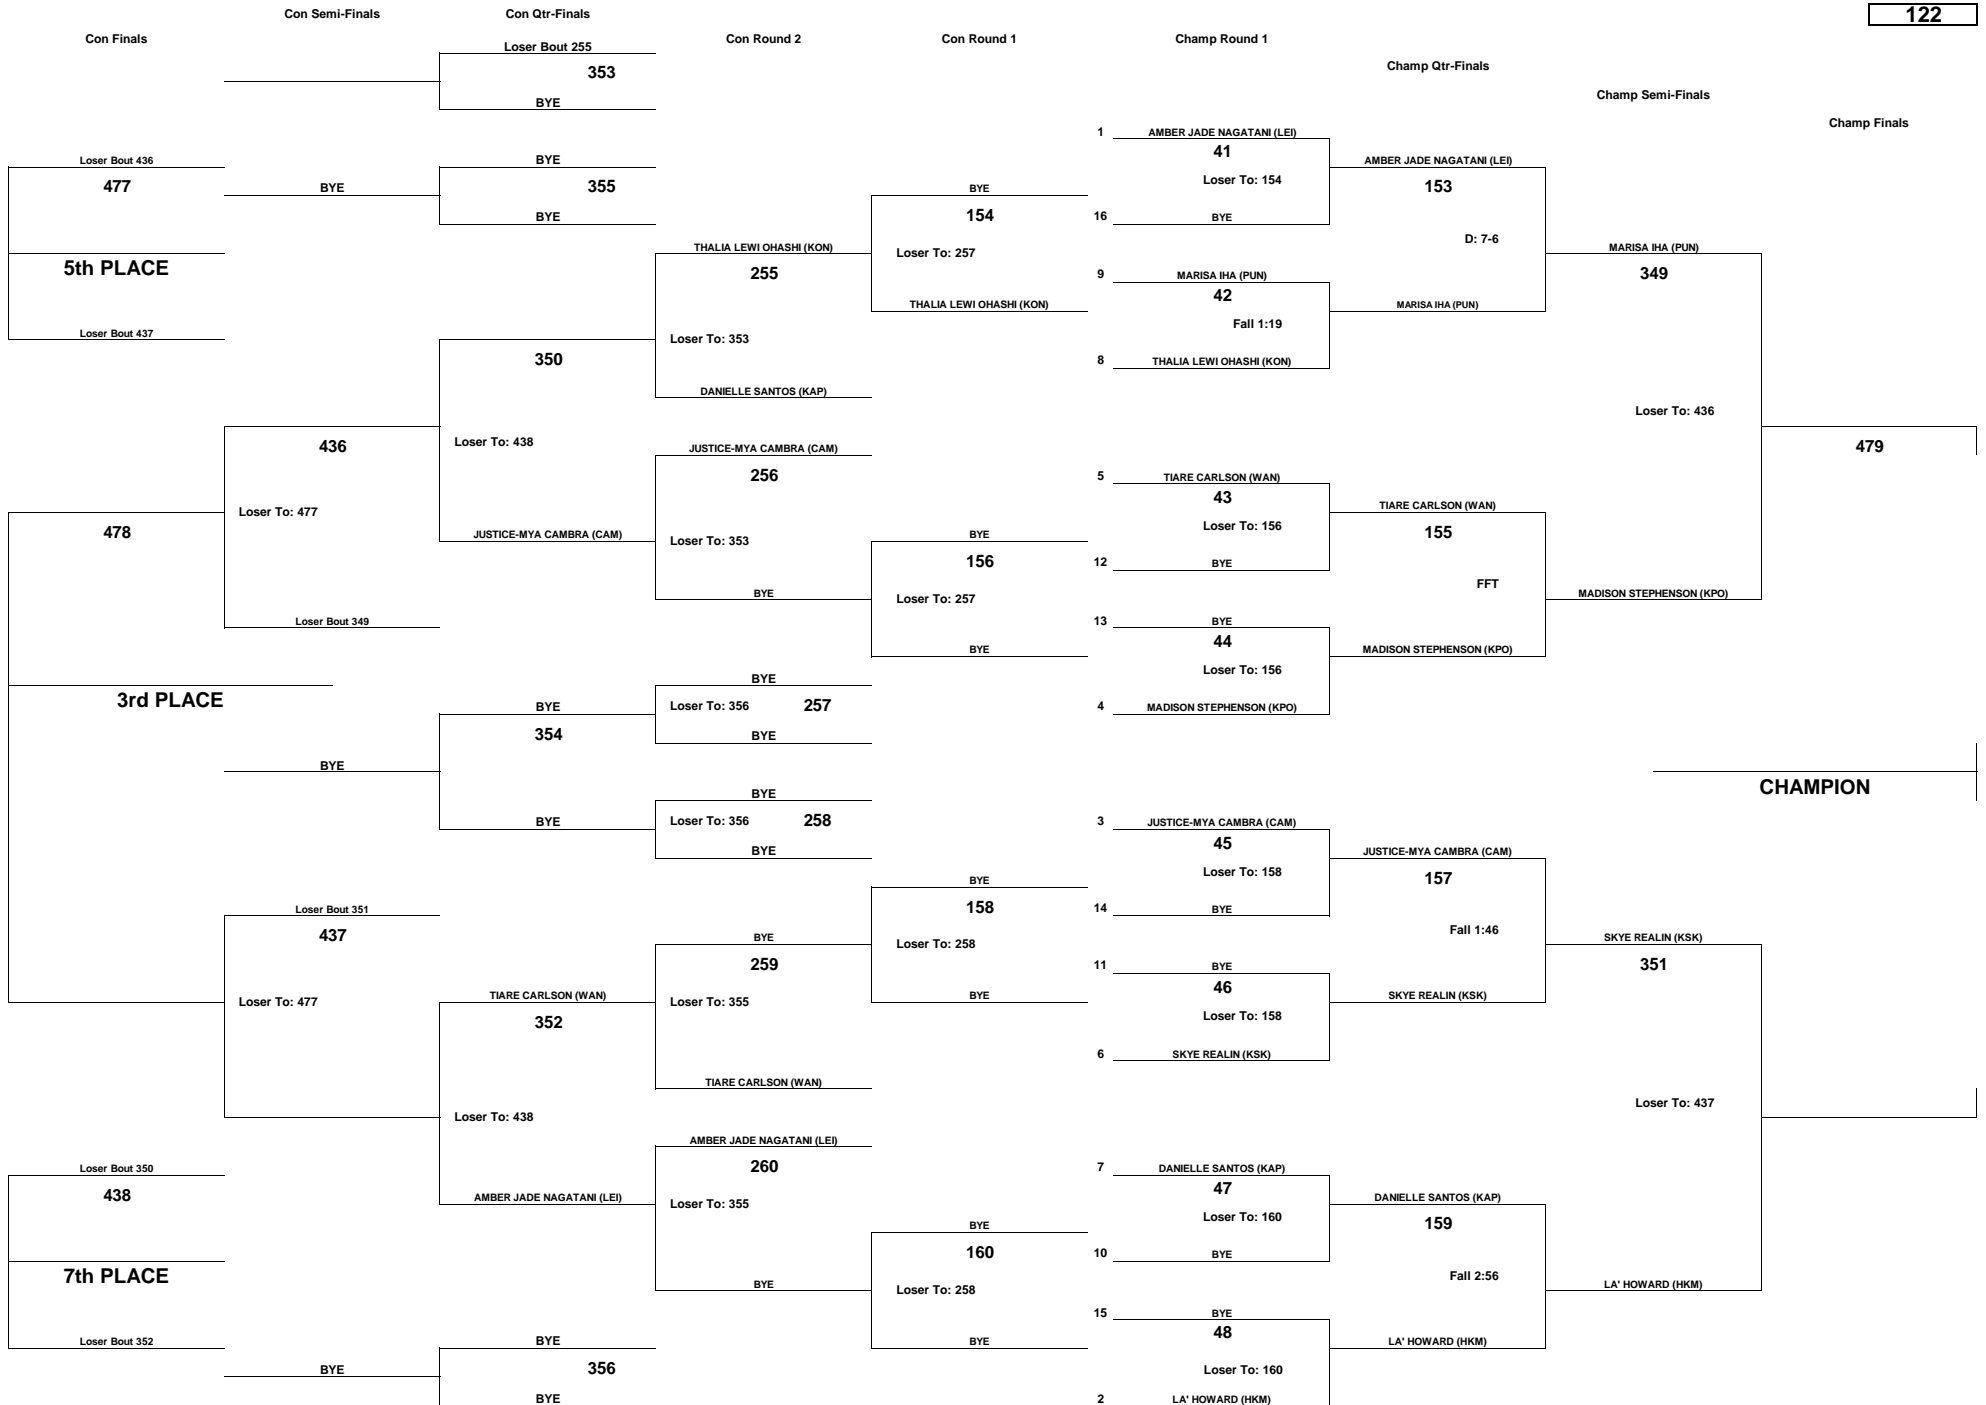 Con Semi-Finals
Con Qtr-Finals
122
Con Finals
Loser Bout 255
Con Round 2
Con Round 1
Champ Round 1
353
Champ Qtr-Finals
BYE
Champ Semi-Finals
Champ Finals
1
AMBER JADE NAGATANI (LEI)
41
Loser Bout 436
BYE
AMBER JADE NAGATANI (LEI)
477
BYE
355
BYE
Loser To: 154
153
BYE
154
16
BYE
D: 7-6
THALIA LEWI OHASHI (KON)
Loser To: 257
MARISA IHA (PUN)
5th PLACE
255
9
MARISA IHA (PUN)
349
THALIA LEWI OHASHI (KON)
42
MARISA IHA (PUN)
Fall 1:19
Loser Bout 437
Loser To: 353
350
8
THALIA LEWI OHASHI (KON)
DANIELLE SANTOS (KAP)
Loser To: 436
436
Loser To: 438
JUSTICE-MYA CAMBRA (CAM)
479
256
5
TIARE CARLSON (WAN)
43
TIARE CARLSON (WAN)
Loser To: 477
Loser To: 156
478
JUSTICE-MYA CAMBRA (CAM)
Loser To: 353
BYE
155
156
12
BYE
FFT
BYE
Loser To: 257
MADISON STEPHENSON (KPO)
Loser Bout 349
13
BYE
BYE
44
MADISON STEPHENSON (KPO)
Loser To: 156
BYE
3rd PLACE
BYE
Loser To: 356
257
4
MADISON STEPHENSON (KPO)
354
BYE
BYE
CHAMPION
BYE
BYE
Loser To: 356
258
3
JUSTICE-MYA CAMBRA (CAM)
45
BYE
JUSTICE-MYA CAMBRA (CAM)
Loser To: 158
BYE
157
Loser Bout 351
158
14
BYE
437
BYE
Loser To: 258
Fall 1:46
SKYE REALIN (KSK)
259
11
BYE
351
46
Loser To: 477
TIARE CARLSON (WAN)
Loser To: 355
BYE
SKYE REALIN (KSK)
352
Loser To: 158
6
SKYE REALIN (KSK)
TIARE CARLSON (WAN)
Loser To: 437
Loser To: 438
AMBER JADE NAGATANI (LEI)
Loser Bout 350
260
7
DANIELLE SANTOS (KAP)
438
47
AMBER JADE NAGATANI (LEI)
Loser To: 355
DANIELLE SANTOS (KAP)
Loser To: 160
BYE
159
160
10
BYE
7th PLACE
BYE
Loser To: 258
Fall 2:56
LA' HOWARD (HKM)
15
BYE
48
Loser Bout 352
BYE
BYE
LA' HOWARD (HKM)
BYE
356
Loser To: 160
BYE
2
LA' HOWARD (HKM)